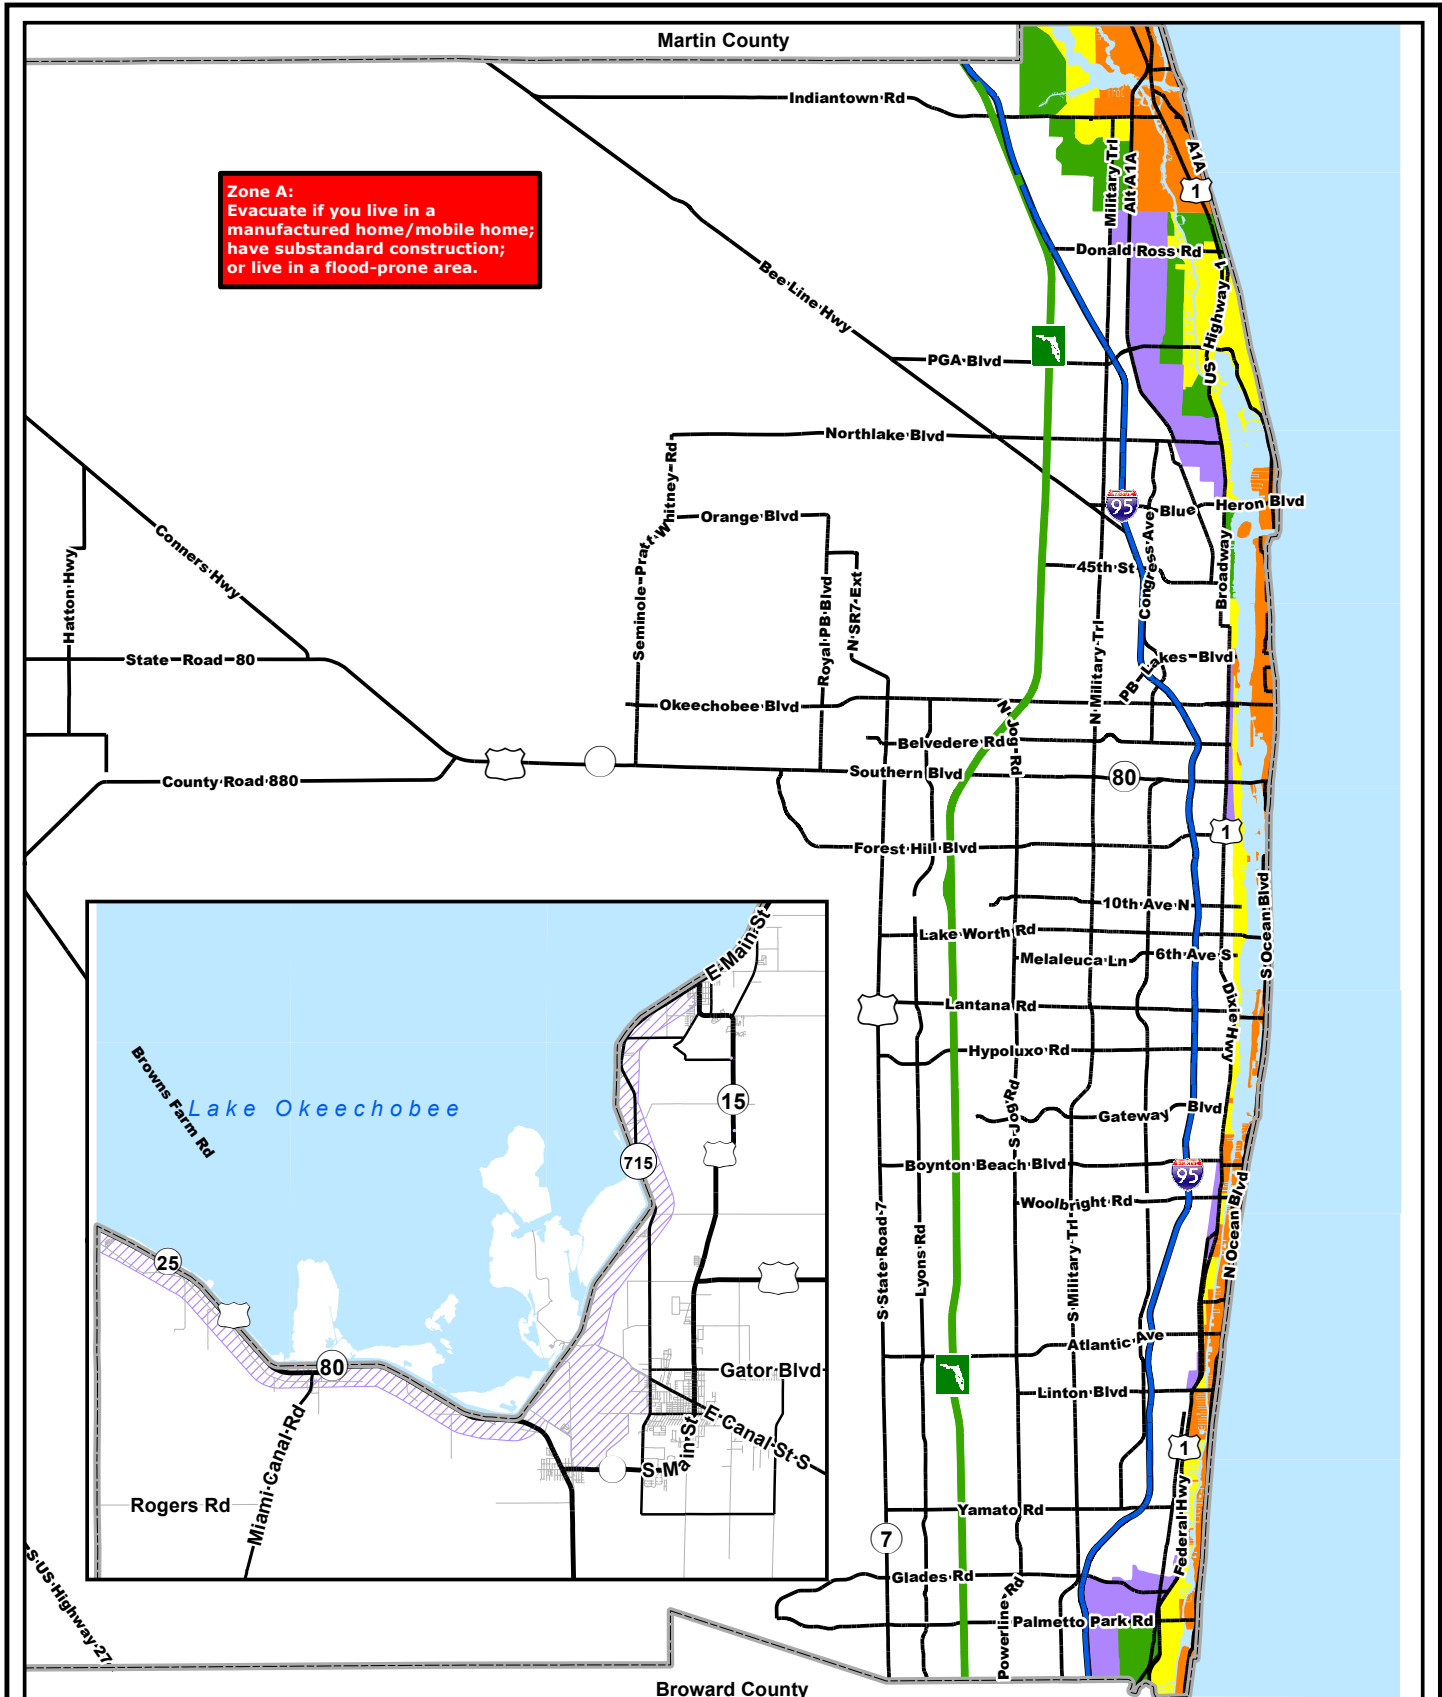 Martin County
Indiantown Rd
Zone A:
Evacuate if you live in a
manufactured home/mobile home;
have substandard construction;
or live in a flood-prone area.
Military Trl
Alt A1A
A1A
1
Donald Ross Rd
Bee Line Hwy
US Highway 1
PGA Blvd
Northlake Blvd
Seminole Pratt Whitney Rd
Orange Blvd
95
Blue Heron Blvd
Conners Hwy
Hatton Hwy
Royal PB Blvd
N SR7 Ext
45th St
Congress Ave
Broadway
N Military Trl
State Road 80
PB Lakes Blvd
Okeechobee Blvd
N Jog Rd
Belvedere Rd
County Road 880
Southern Blvd
80
1
Forest Hill Blvd
10th Ave N
S Ocean Blvd
Lake Worth Rd
Melaleuca Ln
6th Ave S
Lantana Rd
Dixie Hwy
Hypoluxo Rd
S Jog Rd
Gateway Blvd
Boynton Beach Blvd
95
Woolbright Rd
N Ocean Blvd
S State Road 7
Lyons Rd
S Military Trl
Atlantic Ave
Linton Blvd
1
Yamato Rd
7
Federal Hwy
Glades Rd
Powerline Rd
Palmetto Park Rd
E Main St
Browns Farm Rd
Lake Okeechobee
15
715
25
80
Gator Blvd
E Canal St S
S Main St
Miami Canal Rd
Rogers Rd
S US Highway 27
Broward County